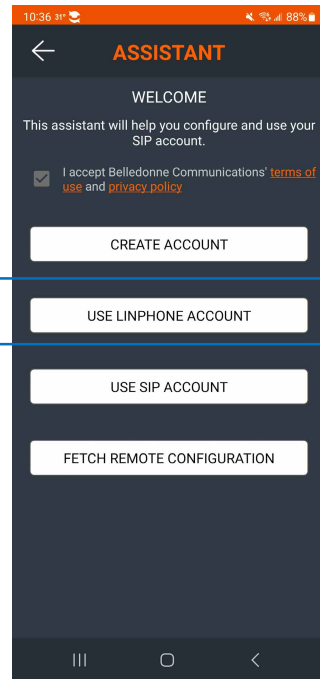 10:36 31° 88%
ASSISTANT
WELCOME
This assistant will help you configure and use your
SIP account.
I accept Belledonne Communications' terms of
use and privacy policy
CREATE ACCOUNT
USE LINPHONE ACCOUNT
USE SIP ACCOUNT
FETCH REMOTE CONFIGURATION